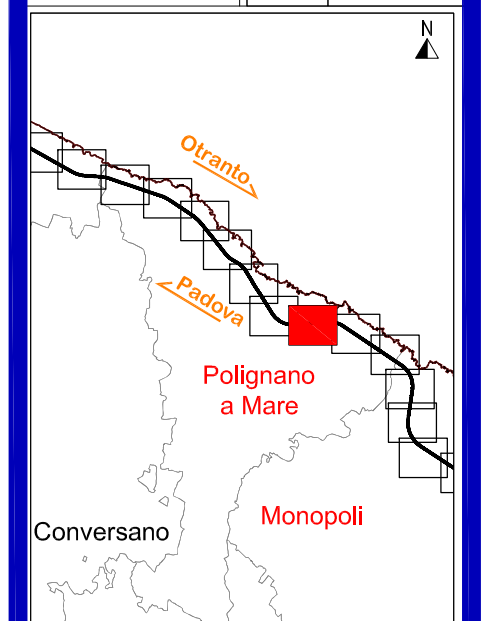 N
Otranto
Padova
Polignano
a Mare
Monopoli
Conversano